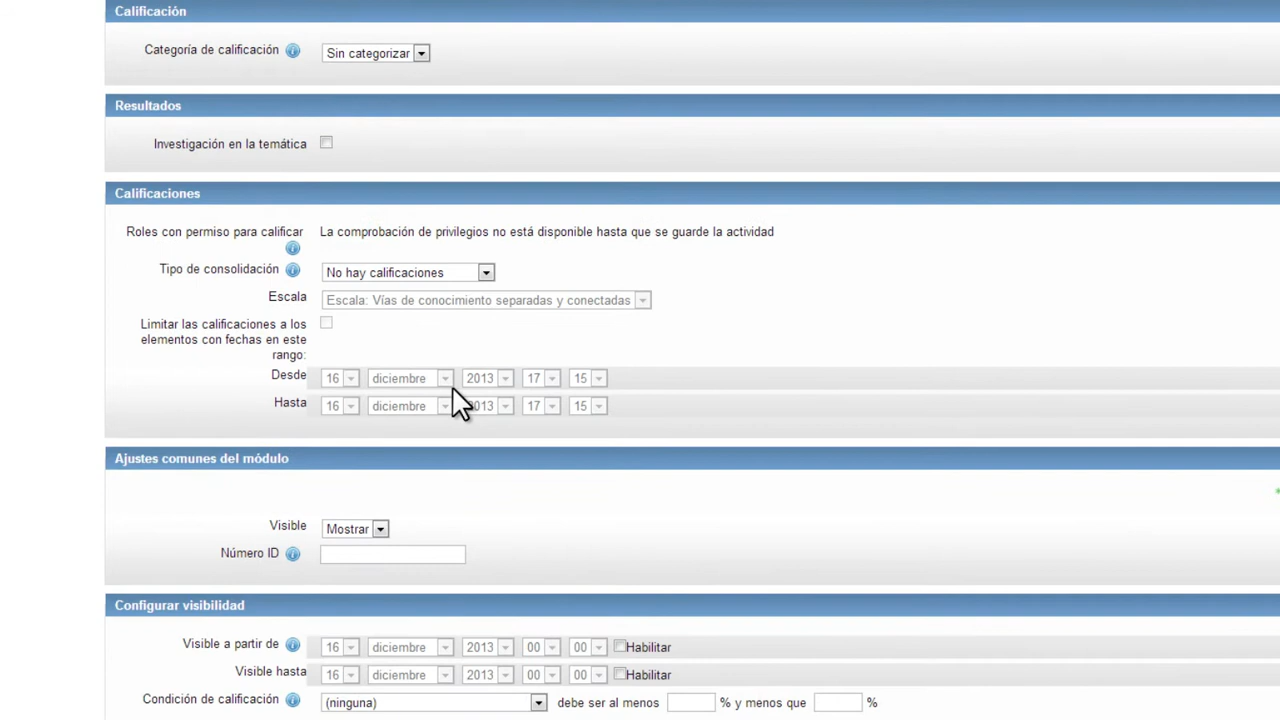 Calificación
Categoría de calificación Sin categorizar
Resultados
Investigación en la temática
Calificaciones
Roles con permiso para calificar La comprobación de privilegios no está disponible hasta que se guarde la actividad
Tipo de consolidación No hay calificaciones
Escala Escala: Vías de conocimiento separadas y conectadas
Limitar las calificaciones a los
elementos con fechas en este
rango:
Desde 16 diciembre 2013 17 15
Hasta 16 diciembre 2013 17 15
Ajustes comunes del módulo
Visible Mostrar
Número ID
Configurar visibilidad
Visible a partir de 16 diciembre 2013 00 00 Habilitar
Visible hasta 16 diciembre 2013 00 00 Habilitar
Condición de calificación (ninguna) debe ser al menos % y menos que %